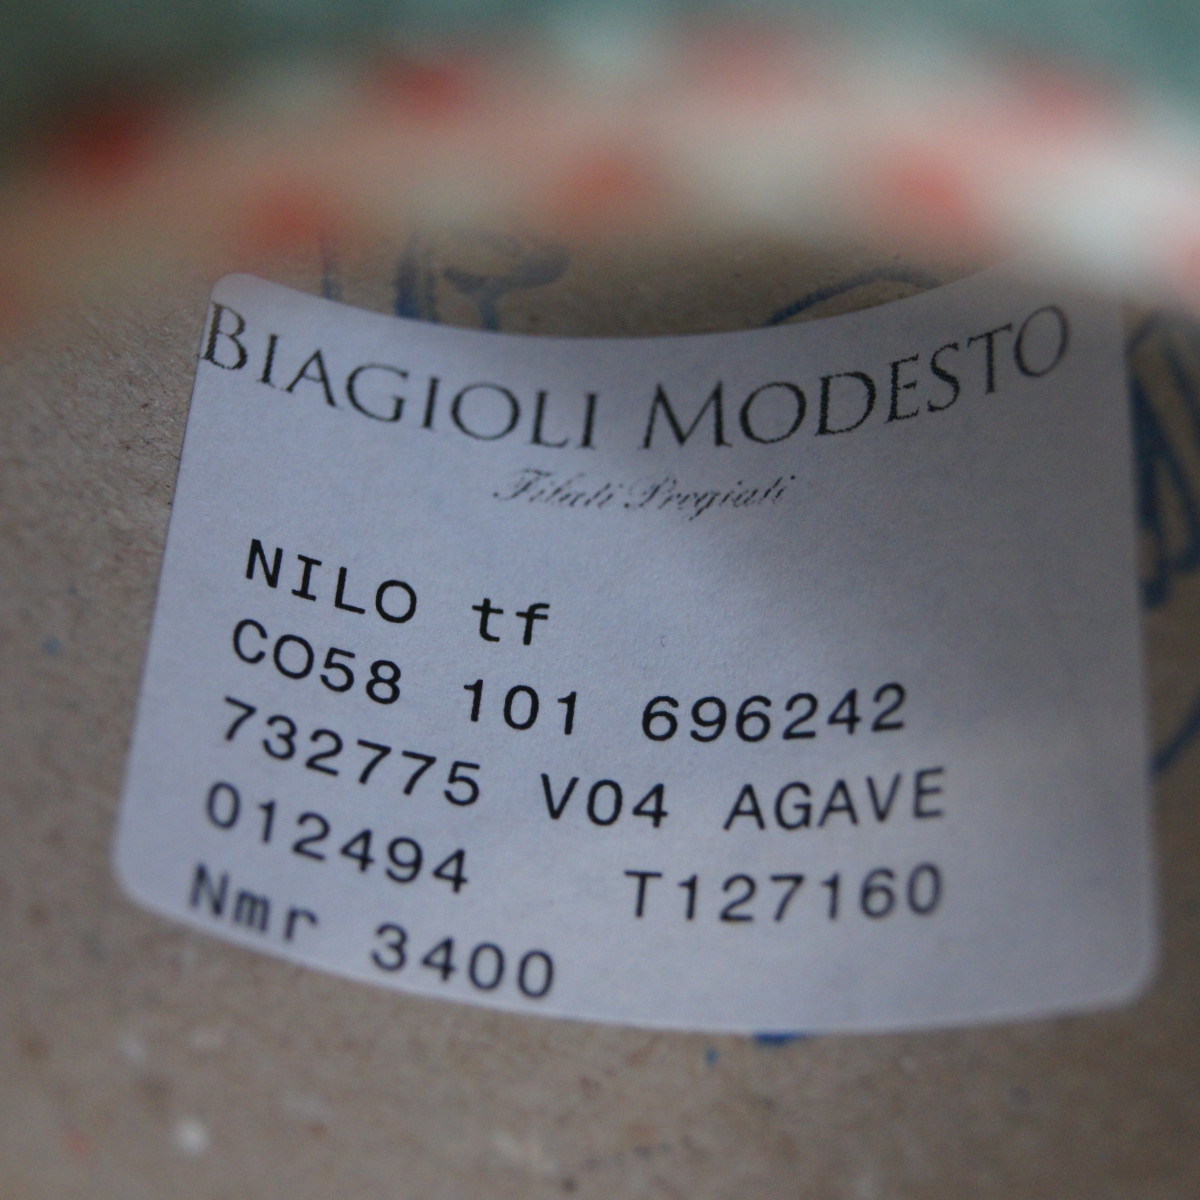 BIAGIOLI MODESTO
Filati Pregiati
NILO tf
CO58 101 696242
732775 V04 AGAVE
012494 T127160
Nmr 3400